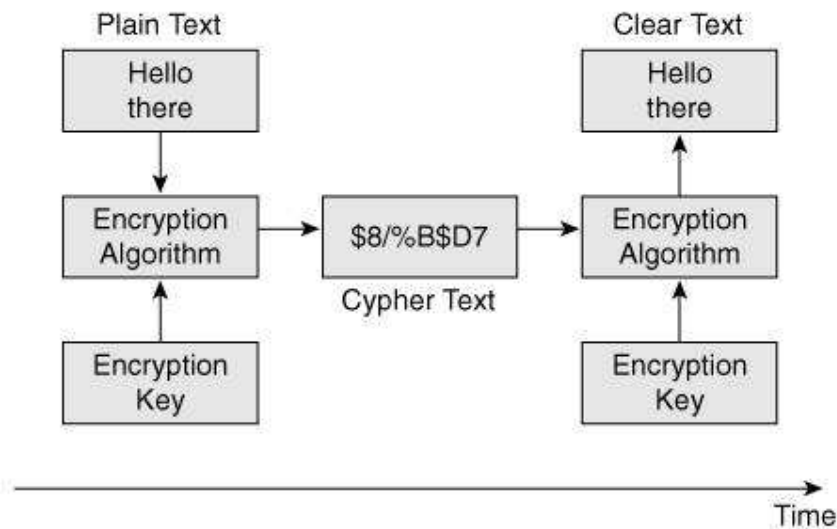 Plain Text
Hello
there
Encryption
Algorithm
Encryption
Key
$8/%B$D7
Cypher Text
Clear Text
Hello
there
Encryption
Algorithm
Encryption
Key
Time